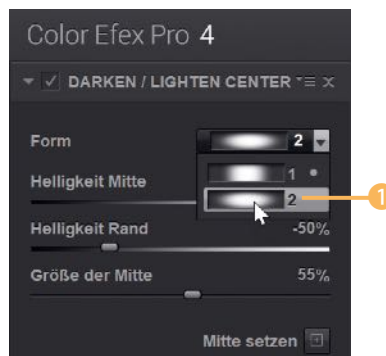 Color Efex Pro 4
DARKEN / LIGHTEN CENTER
Form 2
1
Helligkeit Mitte
2
1
Helligkeit Rand -50%
Größe der Mitte 55%
Mitte setzen